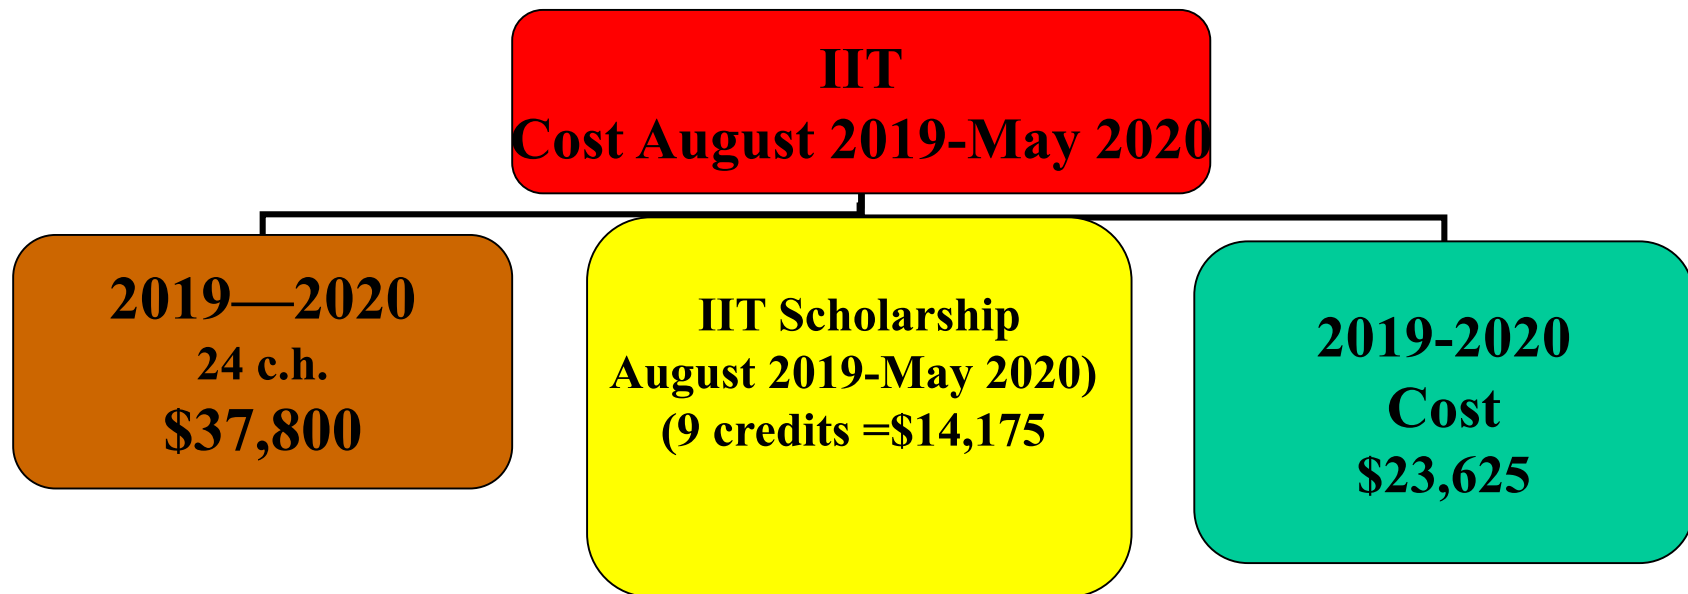 IIT
Cost August 2019-May 2020
2019—2020
24 c.h.
$37,800
IIT Scholarship
August 2019-May 2020)
(9 credits =$14,175
2019-2020
Cost
$23,625